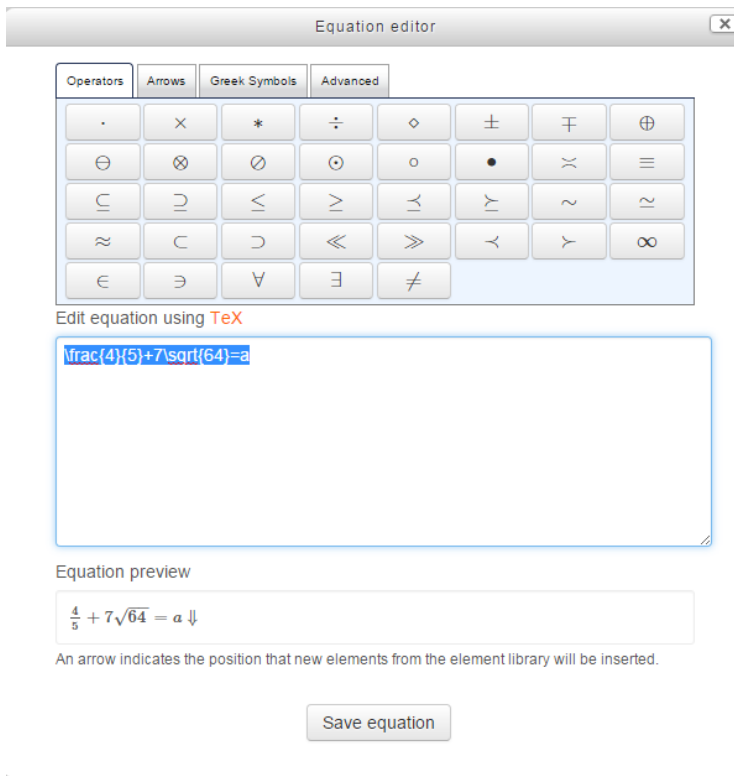 Equation editor
Operators Arrows Greek Symbols Advanced
· × ∗ ÷ ⋄ ± ∓ ⊕
⊖ ⊗ ⊘ ⊙ ∘ ∙ ≍ ≡
⊆ ⊇ ≤ ≥ ⪯ ⪰ ∼ ≃
≈ ⊂ ⊃ ≪ ≫ ≺ ≻ ∞
∈ ∋ ∀ ∃ ≠
Edit equation using TeX
\frac{4}{5}+7\sqrt{64}=a
Equation preview
4/5 + 7√64 = a ⇓
An arrow indicates the position that new elements from the element library will be inserted.
Save equation